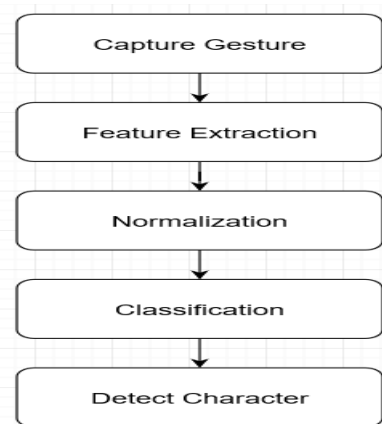 Capture Gesture
Feature Extraction
Normalization
Classification
Detect Character